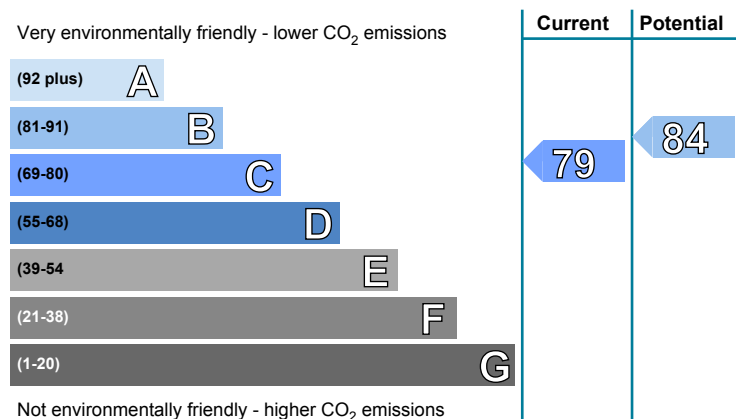 Very environmentally friendly - lower CO₂ emissions
Current
Potential
(92 plus) A
(81-91) B
(69-80) C
(55-68) D
(39-54 E
(21-38) F
(1-20) G
79
84
Not environmentally friendly - higher CO₂ emissions